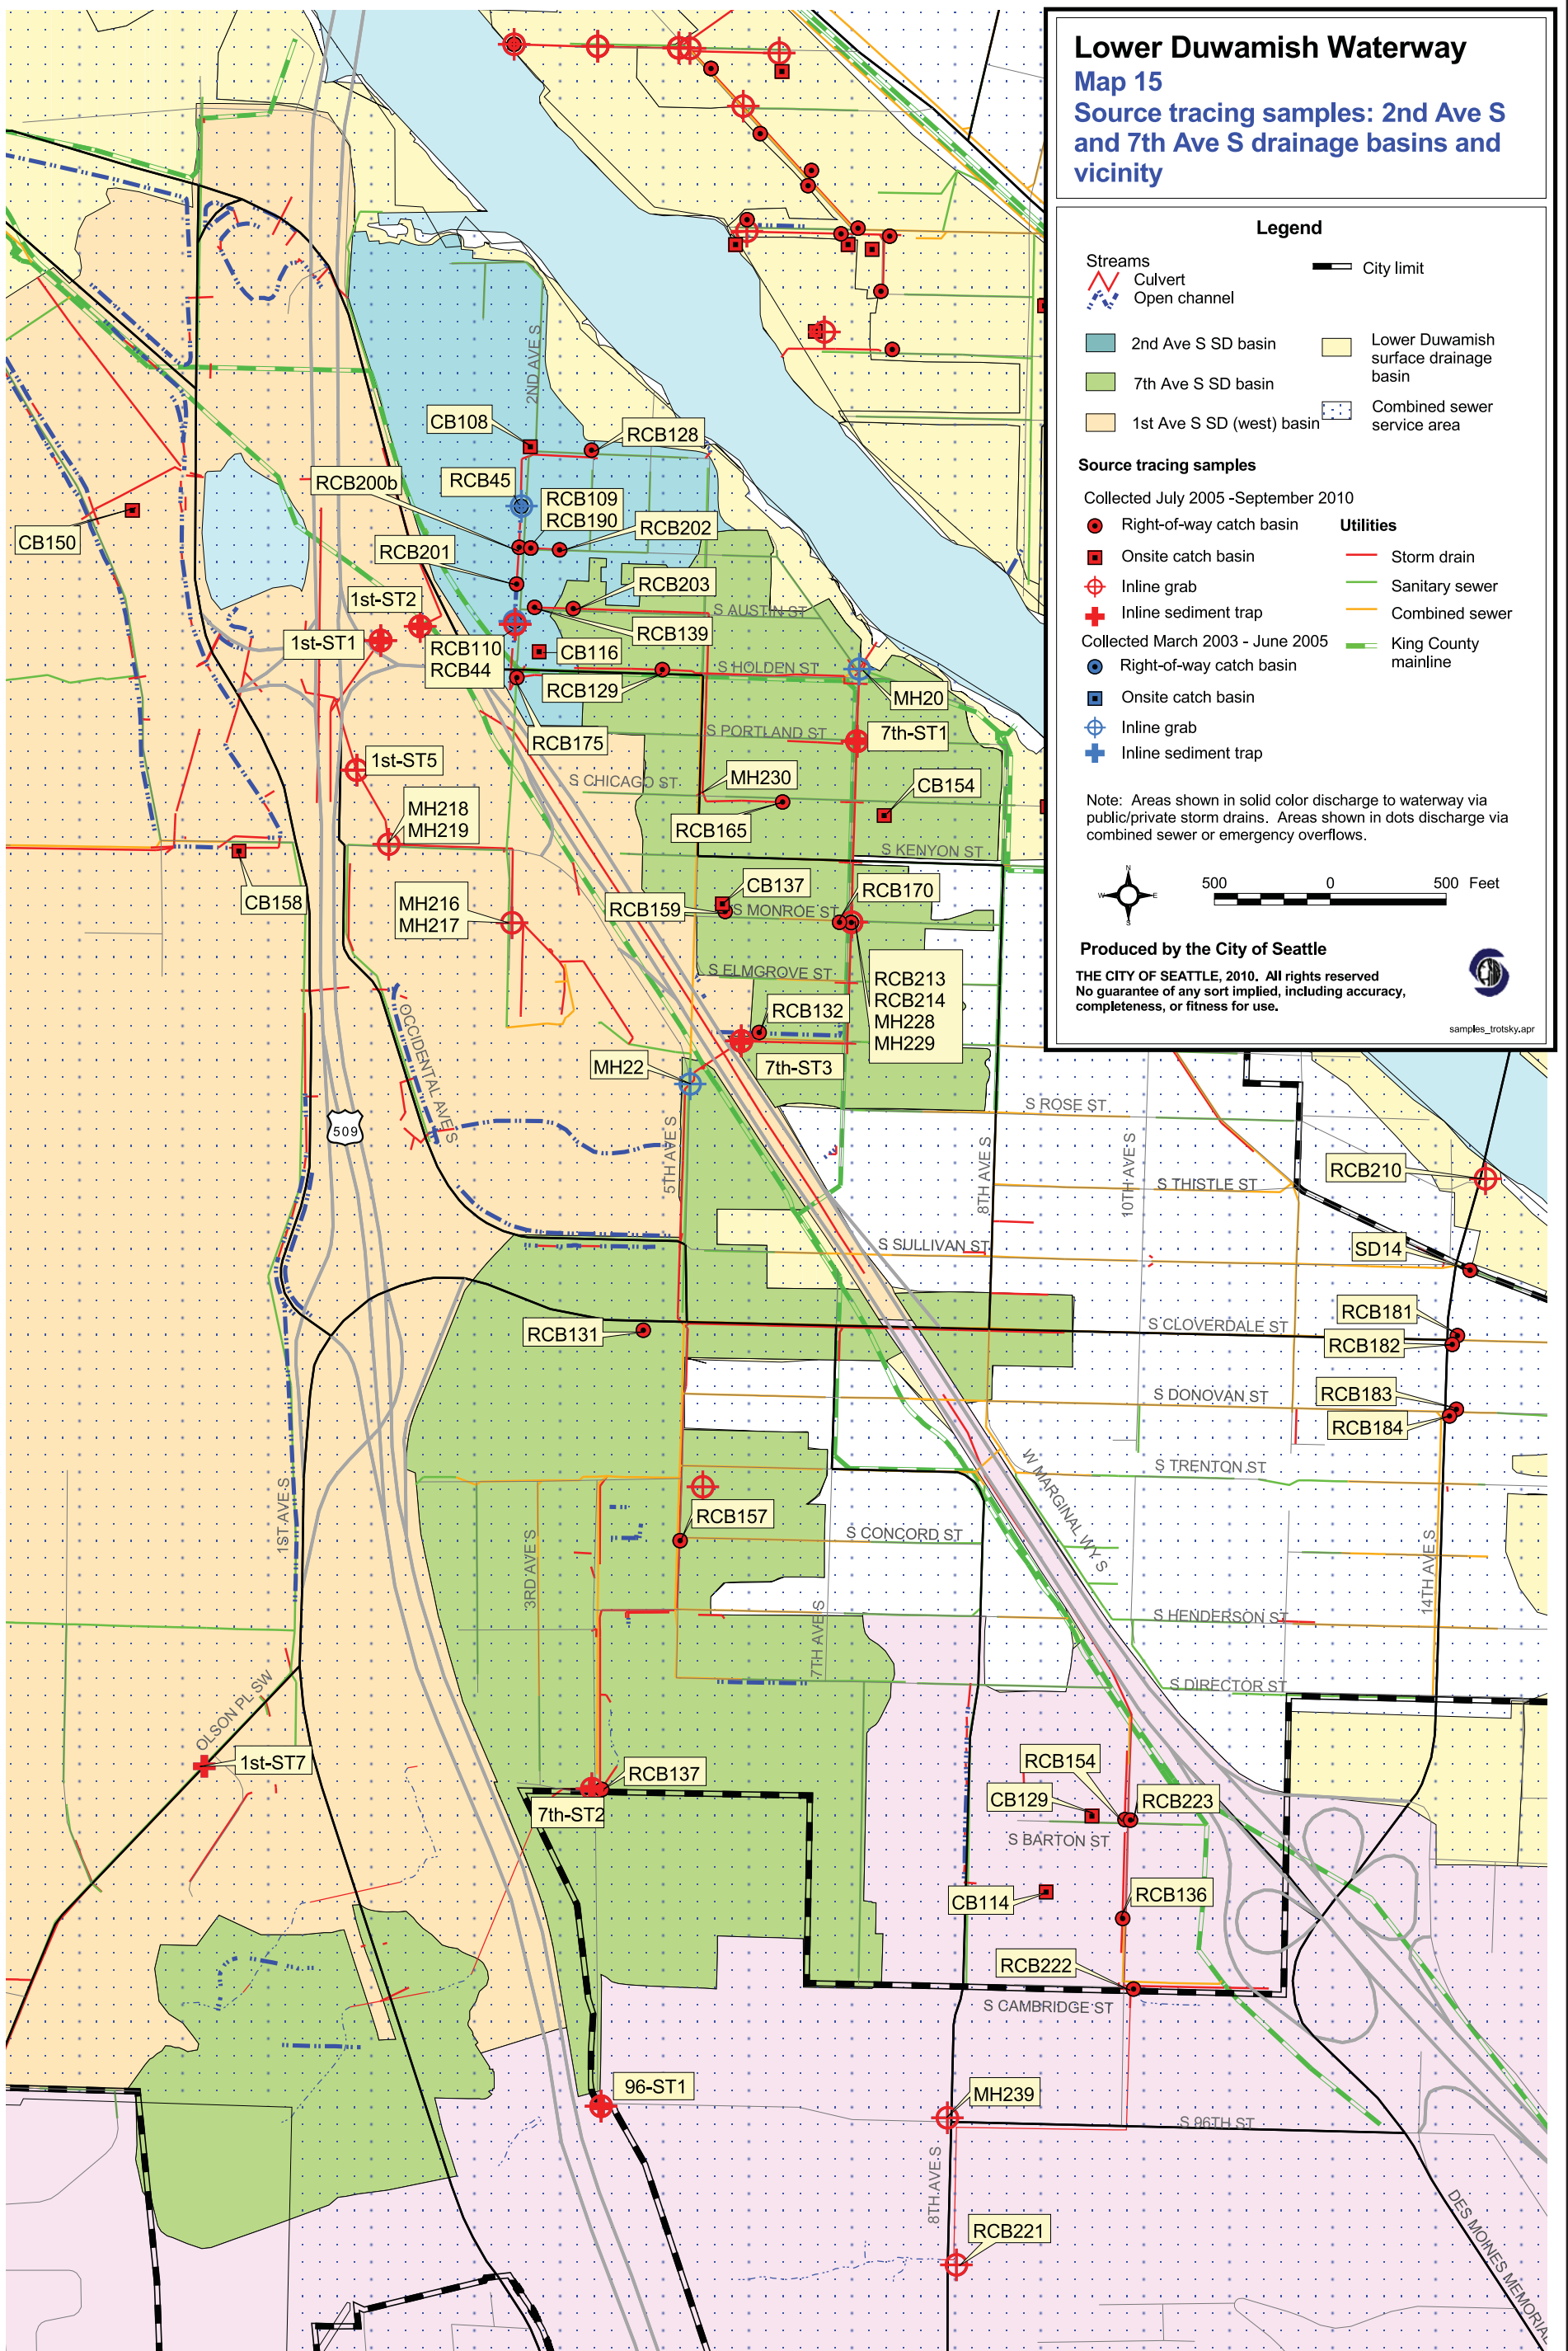 Lower Duwamish Waterway
Map 15
Source tracing samples: 2nd Ave S
and 7th Ave S drainage basins and
vicinity
Legend
Streams
Culvert
Open channel
City limit
2nd Ave S SD basin
7th Ave S SD basin
1st Ave S SD (west) basin
Lower Duwamish
surface drainage
basin
Combined sewer
service area
Source tracing samples
Collected July 2005 -September 2010
Right-of-way catch basin
Onsite catch basin
Inline grab
Inline sediment trap
Collected March 2003 - June 2005
Right-of-way catch basin
Onsite catch basin
Inline grab
Inline sediment trap
Utilities
Storm drain
Sanitary sewer
Combined sewer
King County
mainline
Note: Areas shown in solid color discharge to waterway via
public/private storm drains. Areas shown in dots discharge via
combined sewer or emergency overflows.
N
W
E
S
500 0 500 Feet
Produced by the City of Seattle
THE CITY OF SEATTLE, 2010. All rights reserved
No guarantee of any sort implied, including accuracy,
completeness, or fitness for use.
samples_trotsky.apr
2ND AVE S
CB108
RCB128
RCB200b
RCB45
RCB109
RCB190
RCB202
CB150
RCB201
RCB203
1st-ST2
S AUSTIN ST
1st-ST1
RCB139
RCB110
RCB44
CB116
S HOLDEN ST
RCB129
MH20
RCB175
S PORTLAND ST
7th-ST1
1st-ST5
S CHICAGO ST
MH230
CB154
MH218
MH219
RCB165
S KENYON ST
CB158
CB137
RCB170
MH216
MH217
RCB159
S MONROE ST
S ELMGROVE ST
RCB213
RCB214
MH228
MH229
RCB132
OCCIDENTAL AVE S
MH22
7th-ST3
509
5TH AVE S
8TH AVE S
10TH AVE S
S ROSE ST
RCB210
S THISTLE ST
S SULLIVAN ST
SD14
RCB131
S CLOVERDALE ST
RCB181
RCB182
S DONOVAN ST
RCB183
RCB184
W MARGINAL WY S
S TRENTON ST
1ST AVE S
3RD AVE S
RCB157
S CONCORD ST
14TH AVE S
7TH AVE S
S HENDERSON ST
S DIRECTOR ST
OLSON PL SW
1st-ST7
RCB137
7th-ST2
RCB154
CB129
RCB223
S BARTON ST
CB114
RCB136
RCB222
S CAMBRIDGE ST
96-ST1
MH239
S 96TH ST
8TH AVE S
RCB221
DES MOINES MEMORIAL